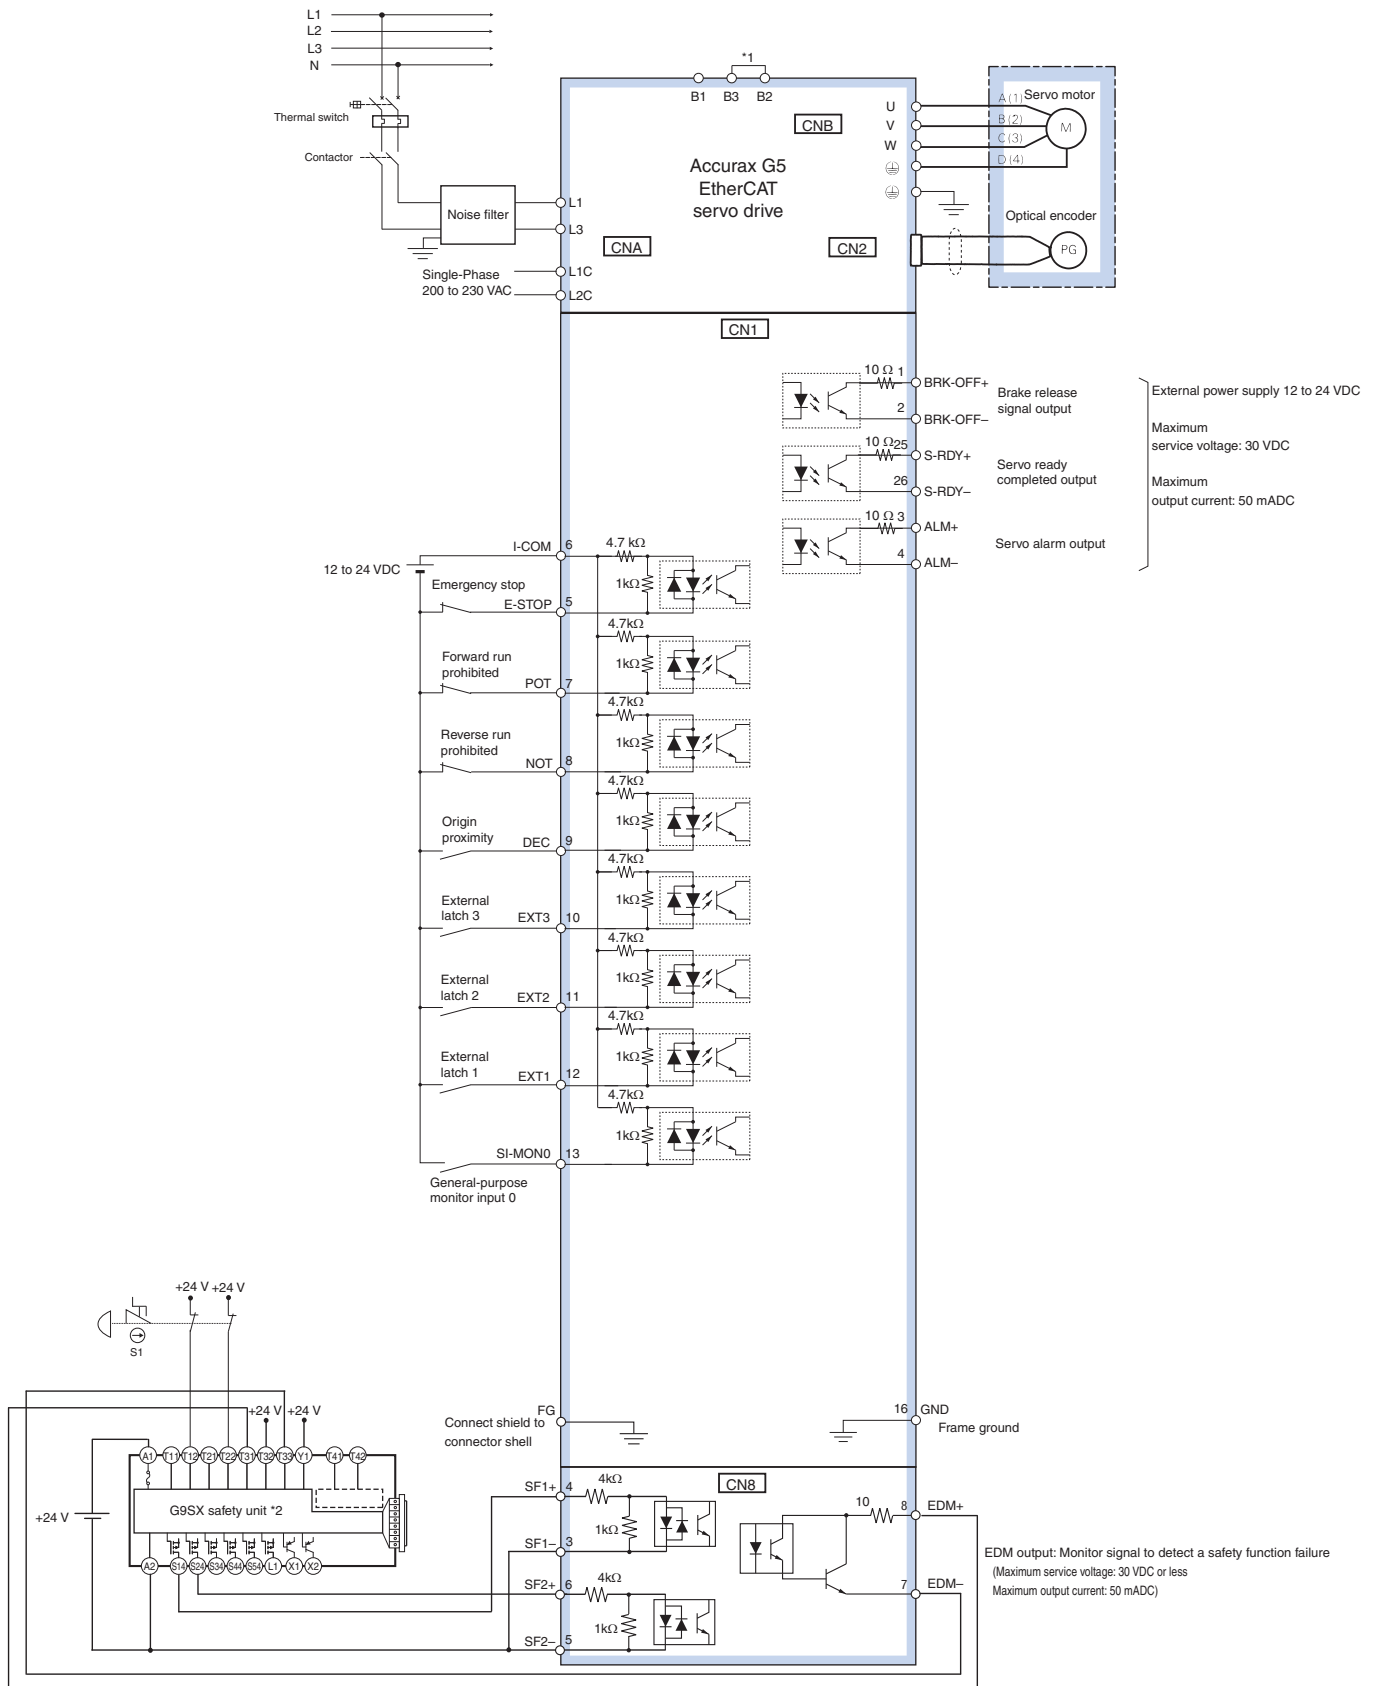 L1
L2
L3
N
Thermal switch
Contactor
Noise filter
Single-Phase
200 to 230 VAC
*1
B1 B3 B2
CNB
Accurax G5
EtherCAT
servo drive
CNA
CN2
L1
L3
L1C
L2C
U
V
W
A (1)
B (2)
C (3)
D (4)
Servo motor
M
Optical encoder
PG
CN1
10 Ω 1
BRK-OFF+
2
BRK-OFF–
Brake release
signal output
10 Ω 25
S-RDY+
26
S-RDY–
Servo ready
completed output
10 Ω 3
ALM+
4
ALM–
Servo alarm output
External power supply 12 to 24 VDC
Maximum
service voltage: 30 VDC
Maximum
output current: 50 mADC
12 to 24 VDC
I-COM 6
4.7 kΩ
1kΩ
Emergency stop
E-STOP 5
4.7kΩ
1kΩ
Forward run
prohibited
POT 7
4.7kΩ
1kΩ
Reverse run
prohibited
NOT 8
4.7kΩ
1kΩ
Origin
proximity
DEC 9
4.7kΩ
1kΩ
External
latch 3
EXT3 10
4.7kΩ
1kΩ
External
latch 2
EXT2 11
4.7kΩ
1kΩ
External
latch 1
EXT1 12
4.7kΩ
1kΩ
SI-MON0 13
General-purpose
monitor input 0
+24 V +24 V
S1
+24 V +24 V
A1 T11 T12 T21 T22 T31 T32 T33 Y1 T41 T42
G9SX safety unit *2
+24 V
A2 S14 S24 S34 S44 S54 L1 X1 X2
FG
Connect shield to
connector shell
16 GND
Frame ground
CN8
SF1+ 4
4kΩ
1kΩ
SF1– 3
SF2+ 6
4kΩ
1kΩ
SF2– 5
10 8 EDM+
7 EDM–
EDM output: Monitor signal to detect a safety function failure
(Maximum service voltage: 30 VDC or less
Maximum output current: 50 mADC)